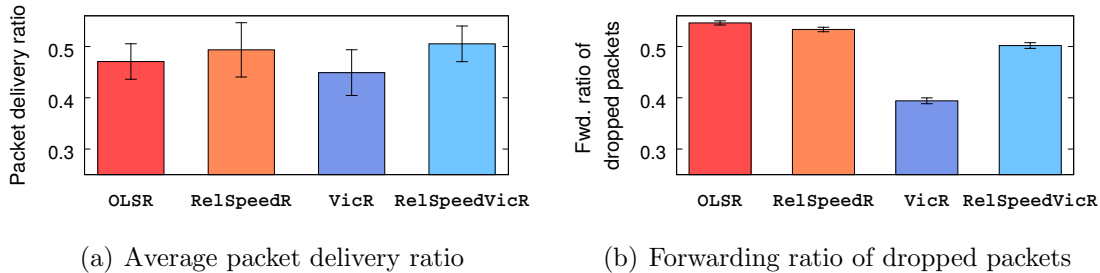 Packet delivery ratio
0.5
0.4
0.3
OLSR RelSpeedR VicR RelSpeedVicR
(a) Average packet delivery ratio
Fwd. ratio of
dropped packets
0.5
0.4
0.3
OLSR RelSpeedR VicR RelSpeedVicR
(b) Forwarding ratio of dropped packets